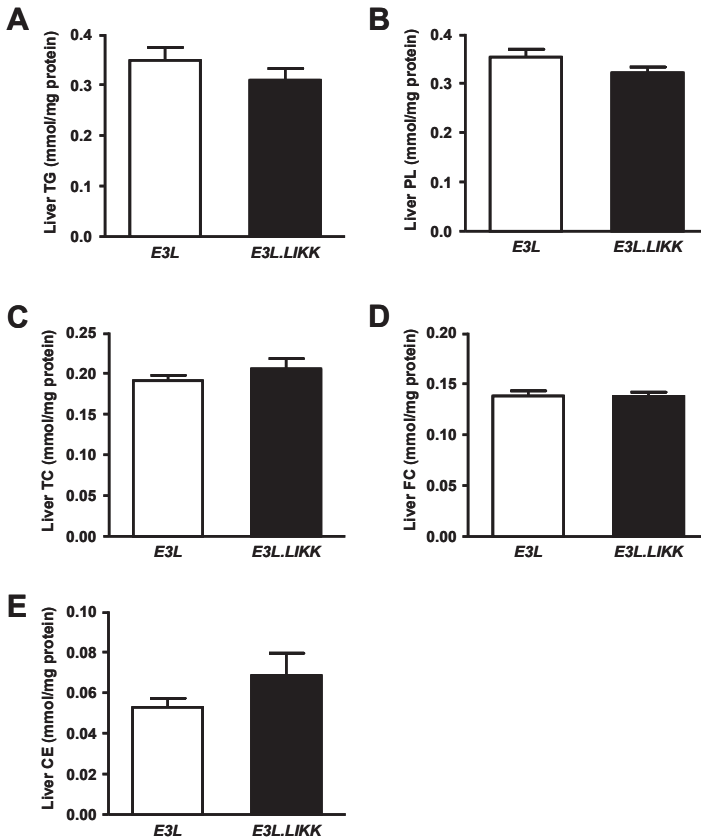 A
Liver TG (mmol/mg protein)
0.4
0.3
0.2
0.1
0.0
E3L
E3L.LIKK
B
Liver PL (mmol/mg protein)
0.4
0.3
0.2
0.1
0.0
E3L
E3L.LIKK
C
Liver TC (mmol/mg protein)
0.25
0.20
0.15
0.10
0.05
0.00
E3L
E3L.LIKK
D
Liver FC (mmol/mg protein)
0.20
0.15
0.10
0.05
0.00
E3L
E3L.LIKK
E
Liver CE (mmol/mg protein)
0.10
0.08
0.06
0.04
0.02
0.00
E3L
E3L.LIKK